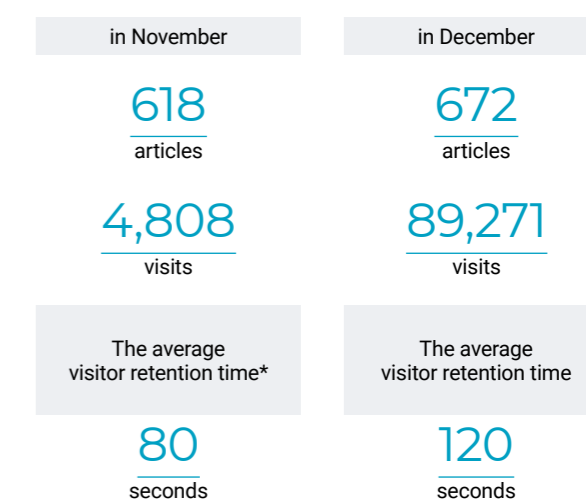 in November
618
articles
4,808
visits
The average
visitor retention time*
80
seconds
in December
672
articles
89,271
visits
The average
visitor retention time
120
seconds